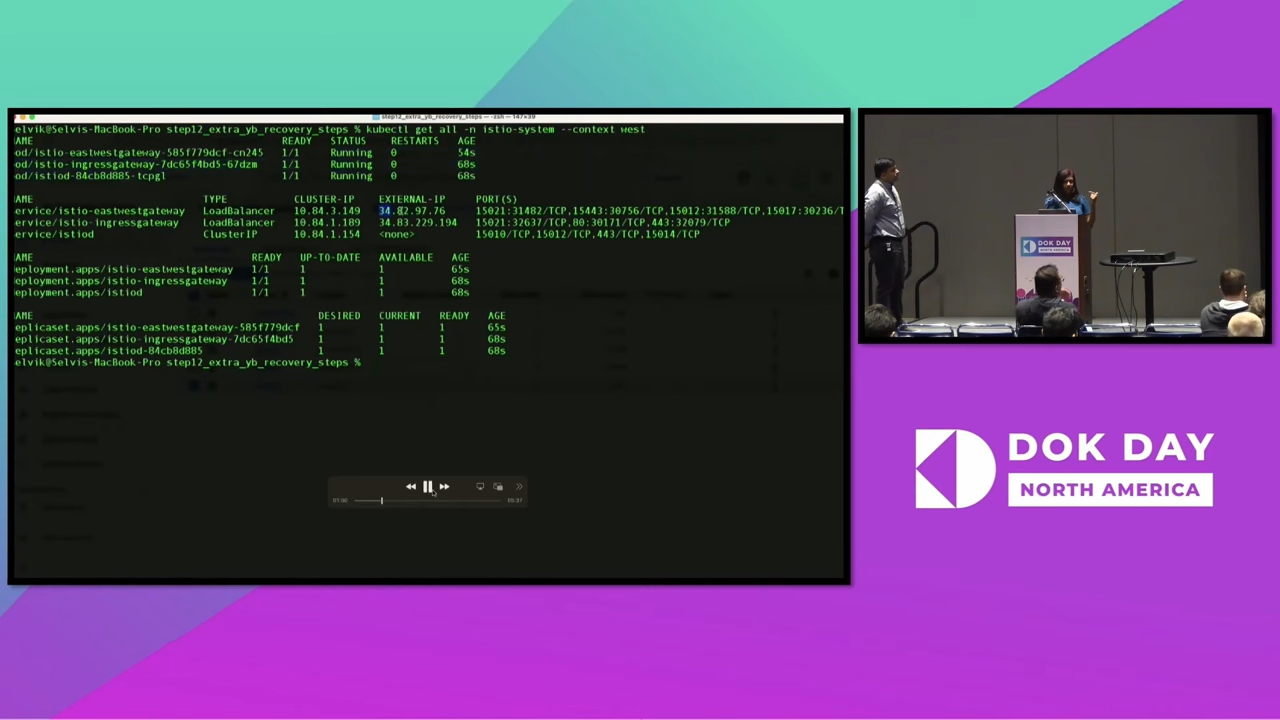 step12_extra_yb_recovery_steps — -zsh — 147×39
elvik@Selvis-MacBook-Pro step12_extra_yb_recovery_steps % kubectl get all -n istio-system --context west
AME READY STATUS RESTARTS AGE
od/istio-eastwestgateway-585f779dcf-cn245 1/1 Running 0 54s
od/istio-ingressgateway-7dc65f4bd5-67dzm 1/1 Running 0 68s
od/istiod-84cb8d885-tcpgl 1/1 Running 0 68s
AME TYPE CLUSTER-IP EXTERNAL-IP PORT(S)
ervice/istio-eastwestgateway LoadBalancer 10.84.3.149 34.82.97.76 15021:31482/TCP,15443:30756/TCP,15012:31588/TCP,15017:30236/T
ervice/istio-ingressgateway LoadBalancer 10.84.1.189 34.83.229.194 15021:32637/TCP,80:30171/TCP,443:32079/TCP
ervice/istiod ClusterIP 10.84.1.154 <none> 15010/TCP,15012/TCP,443/TCP,15014/TCP
AME READY UP-TO-DATE AVAILABLE AGE
eployment.apps/istio-eastwestgateway 1/1 1 1 65s
eployment.apps/istio-ingressgateway 1/1 1 1 68s
eployment.apps/istiod 1/1 1 1 68s
AME DESIRED CURRENT READY AGE
eplicaset.apps/istio-eastwestgateway-585f779dcf 1 1 1 65s
eplicaset.apps/istio-ingressgateway-7dc65f4bd5 1 1 1 68s
eplicaset.apps/istiod-84cb8d885 1 1 1 68s
elvik@Selvis-MacBook-Pro step12_extra_yb_recovery_steps %
DOK DAY
NORTH AMERICA
DOK DAY
NORTH AMERICA